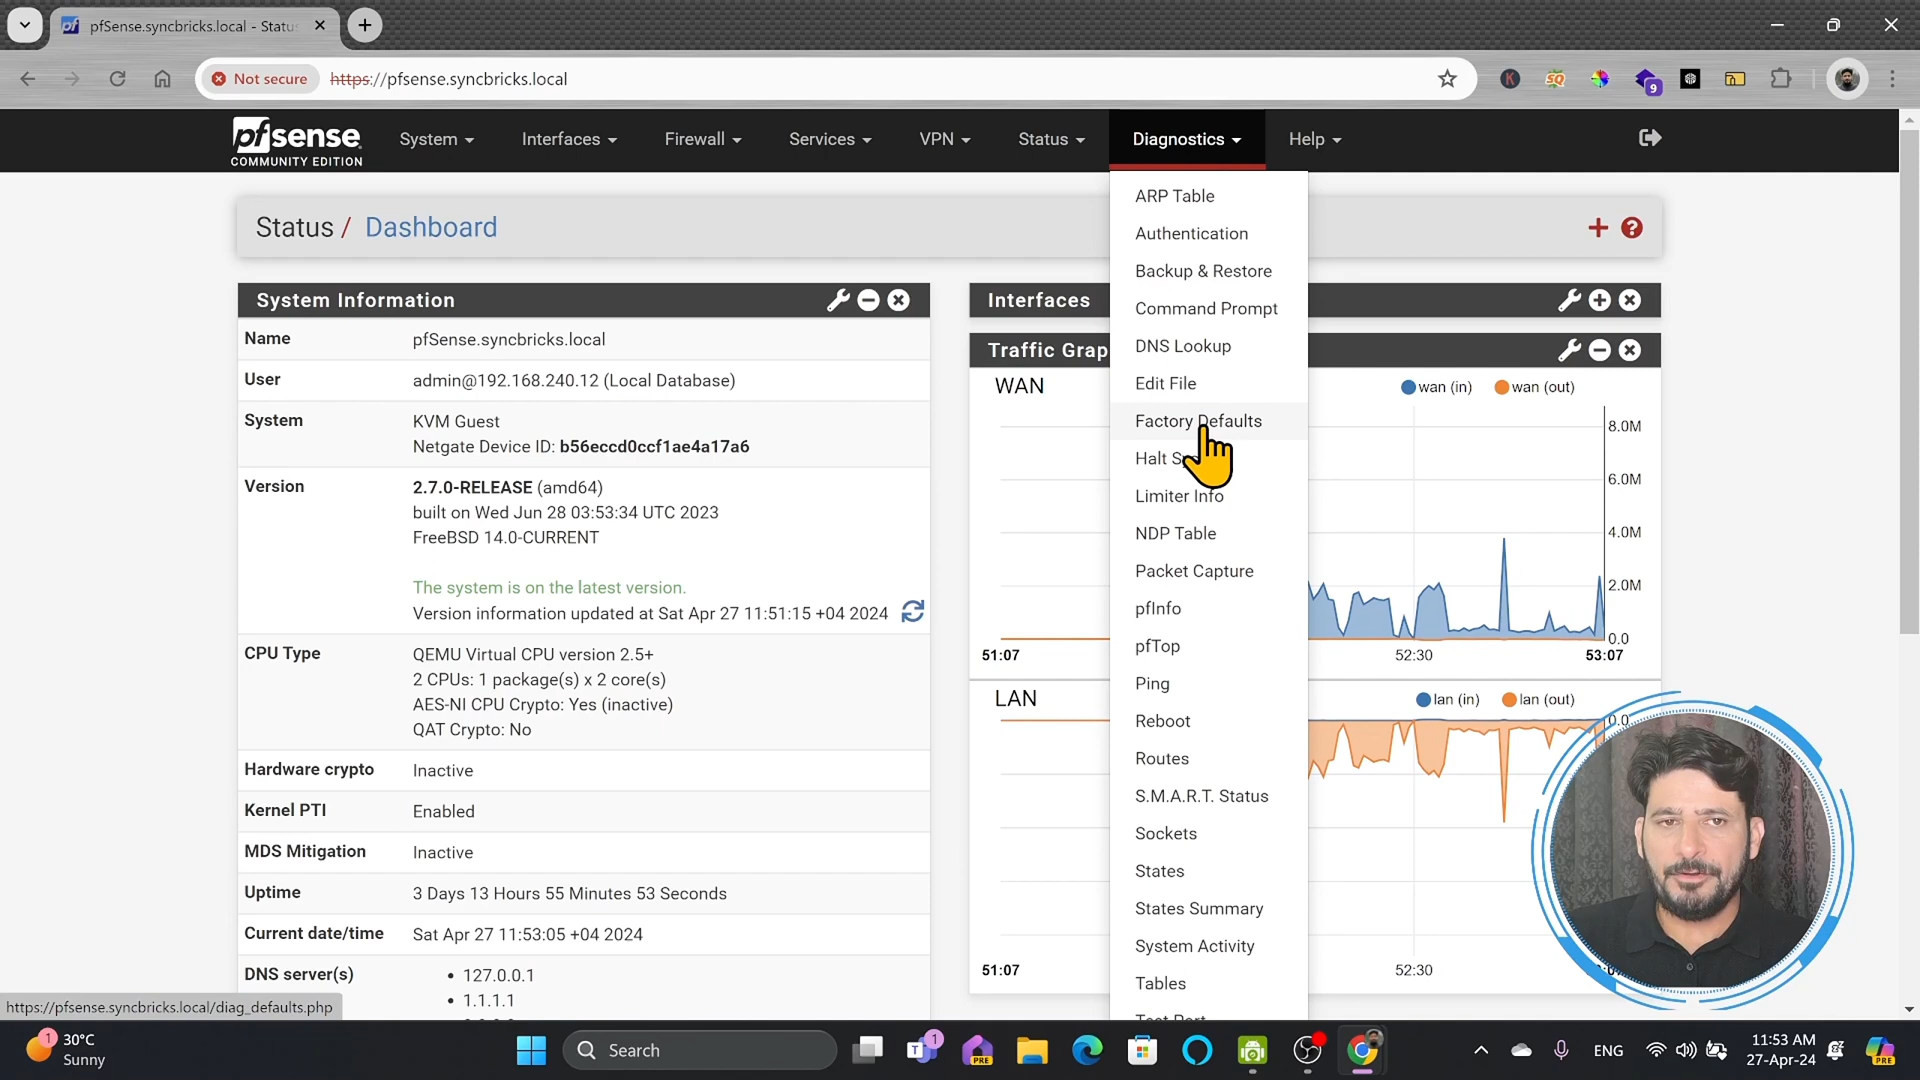 pfSense.syncbricks.local - Statu
Not secure
https://pfsense.syncbricks.local
9
pfsense
COMMUNITY EDITION
System
Interfaces
Firewall
Services
VPN
Status
Diagnostics
Help
Status / Dashboard
System Information
Name
pfSense.syncbricks.local
User
admin@192.168.240.12 (Local Database)
System
KVM Guest
Netgate Device ID: b56eccd0ccf1ae4a17a6
Version
2.7.0-RELEASE (amd64)
built on Wed Jun 28 03:53:34 UTC 2023
FreeBSD 14.0-CURRENT
The system is on the latest version.
Version information updated at Sat Apr 27 11:51:15 +04 2024
CPU Type
QEMU Virtual CPU version 2.5+
2 CPUs: 1 package(s) x 2 core(s)
AES-NI CPU Crypto: Yes (inactive)
QAT Crypto: No
Hardware crypto
Inactive
Kernel PTI
Enabled
MDS Mitigation
Inactive
Uptime
3 Days 13 Hours 55 Minutes 53 Seconds
Current date/time
Sat Apr 27 11:53:05 +04 2024
DNS server(s)
• 127.0.0.1
• 1.1.1.1
ARP Table
Authentication
Backup & Restore
Command Prompt
DNS Lookup
Edit File
Factory Defaults
Halt
Limiter Info
NDP Table
Packet Capture
pfInfo
pfTop
Ping
Reboot
Routes
S.M.A.R.T. Status
Sockets
States
States Summary
System Activity
Tables
Interfaces
Traffic Grap
WAN
wan (in)
wan (out)
8.0M
6.0M
4.0M
2.0M
0.0
51:07
52:30
53:07
LAN
lan (in)
lan (out)
0.0
51:07
52:30
https://pfsense.syncbricks.local/diag_defaults.php
1
30°C
Sunny
Search
1
PRE
ENG
11:53 AM
27-Apr-24
PRE